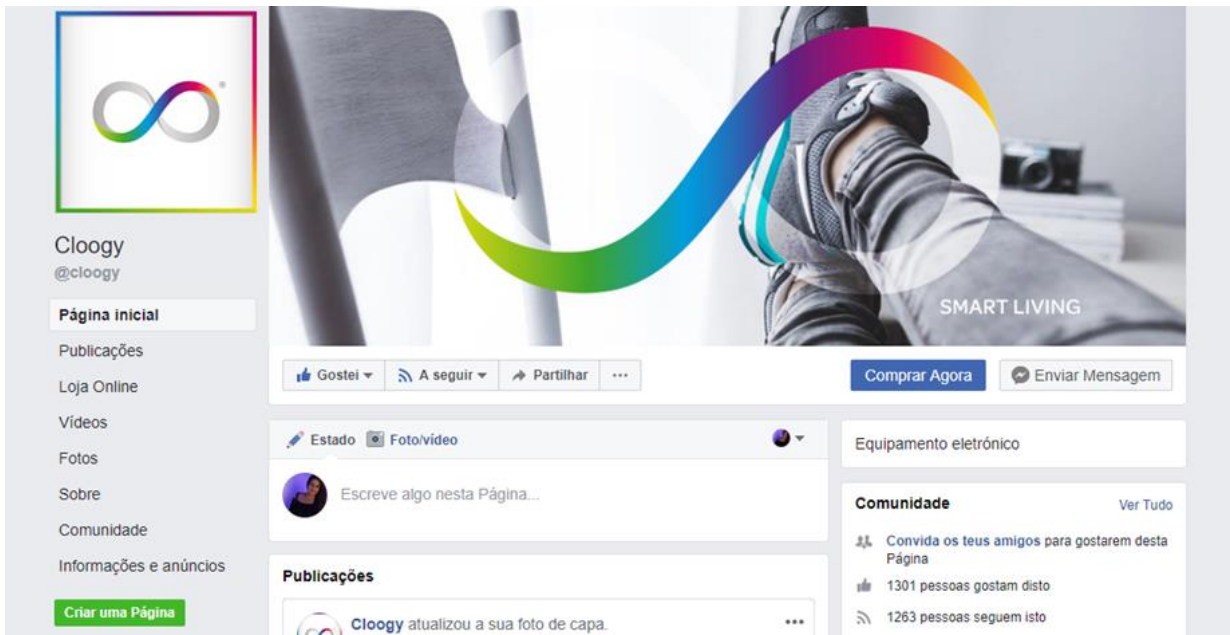 Cloogy
@cloogy
Página inicial
Publicações
Loja Online
Vídeos
Fotos
Sobre
Comunidade
Informações e anúncios
Criar uma Página
SMART LIVING
Gostei
A seguir
Partilhar
Comprar Agora
Enviar Mensagem
Estado
Foto/vídeo
Escreve algo nesta Página...
Publicações
Cloogy atualizou a sua foto de capa.
Equipamento eletrónico
Comunidade
Ver Tudo
Convida os teus amigos para gostarem desta
Página
1301 pessoas gostam disto
1263 pessoas seguem isto